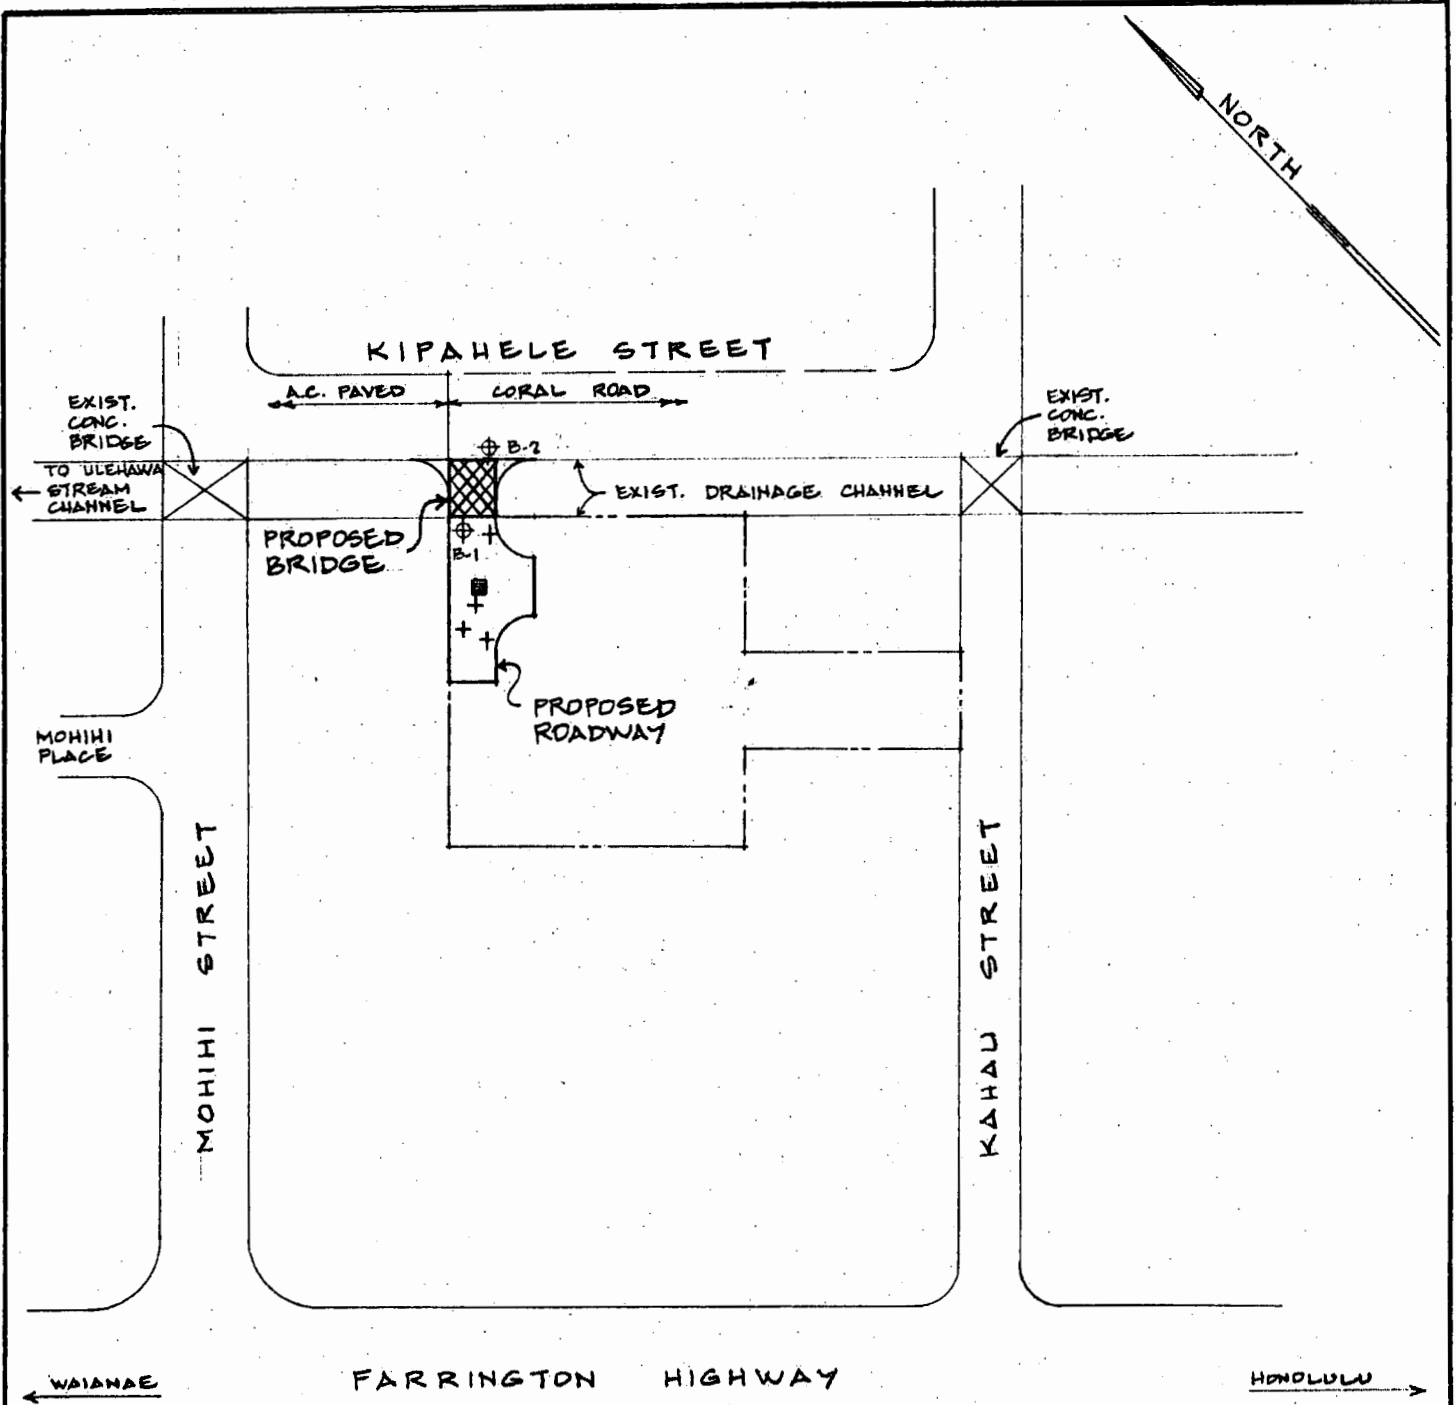 NORTH
KIPAHELE STREET
A.C. PAVED
CORAL ROAD
EXIST.
CONC.
BRIDGE
EXIST.
CONC.
BRIDGE
B-2
TO ULEHAWA
STREAM
CHANNEL
EXIST. DRAINAGE CHANNEL
PROPOSED
BRIDGE
B-1
PROPOSED
ROADWAY
MOHIHI
PLACE
MOHIHI STREET
KAHAU STREET
WAIANAE
FARRINGTON HIGHWAY
HONOLULU